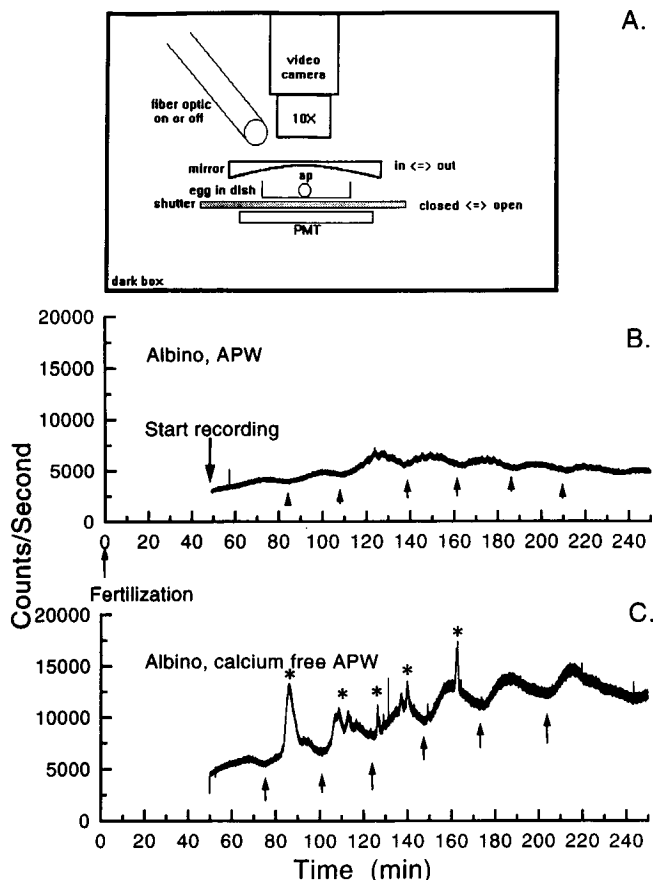 A.
video
camera
10X
fiber optic
on or off
mirror
in <=> out
ap
egg in dish
shutter
closed <=> open
PMT
dark box
B.
Albino, APW
Start recording
20000
15000
10000
5000
0
0 20 40 60 80 100 120 140 160 180 200 220 240
Fertilization
Counts/Second
C.
Albino, calcium free APW
* * * * *
20000
15000
10000
5000
0
0 20 40 60 80 100 120 140 160 180 200 220 240
Time (min)